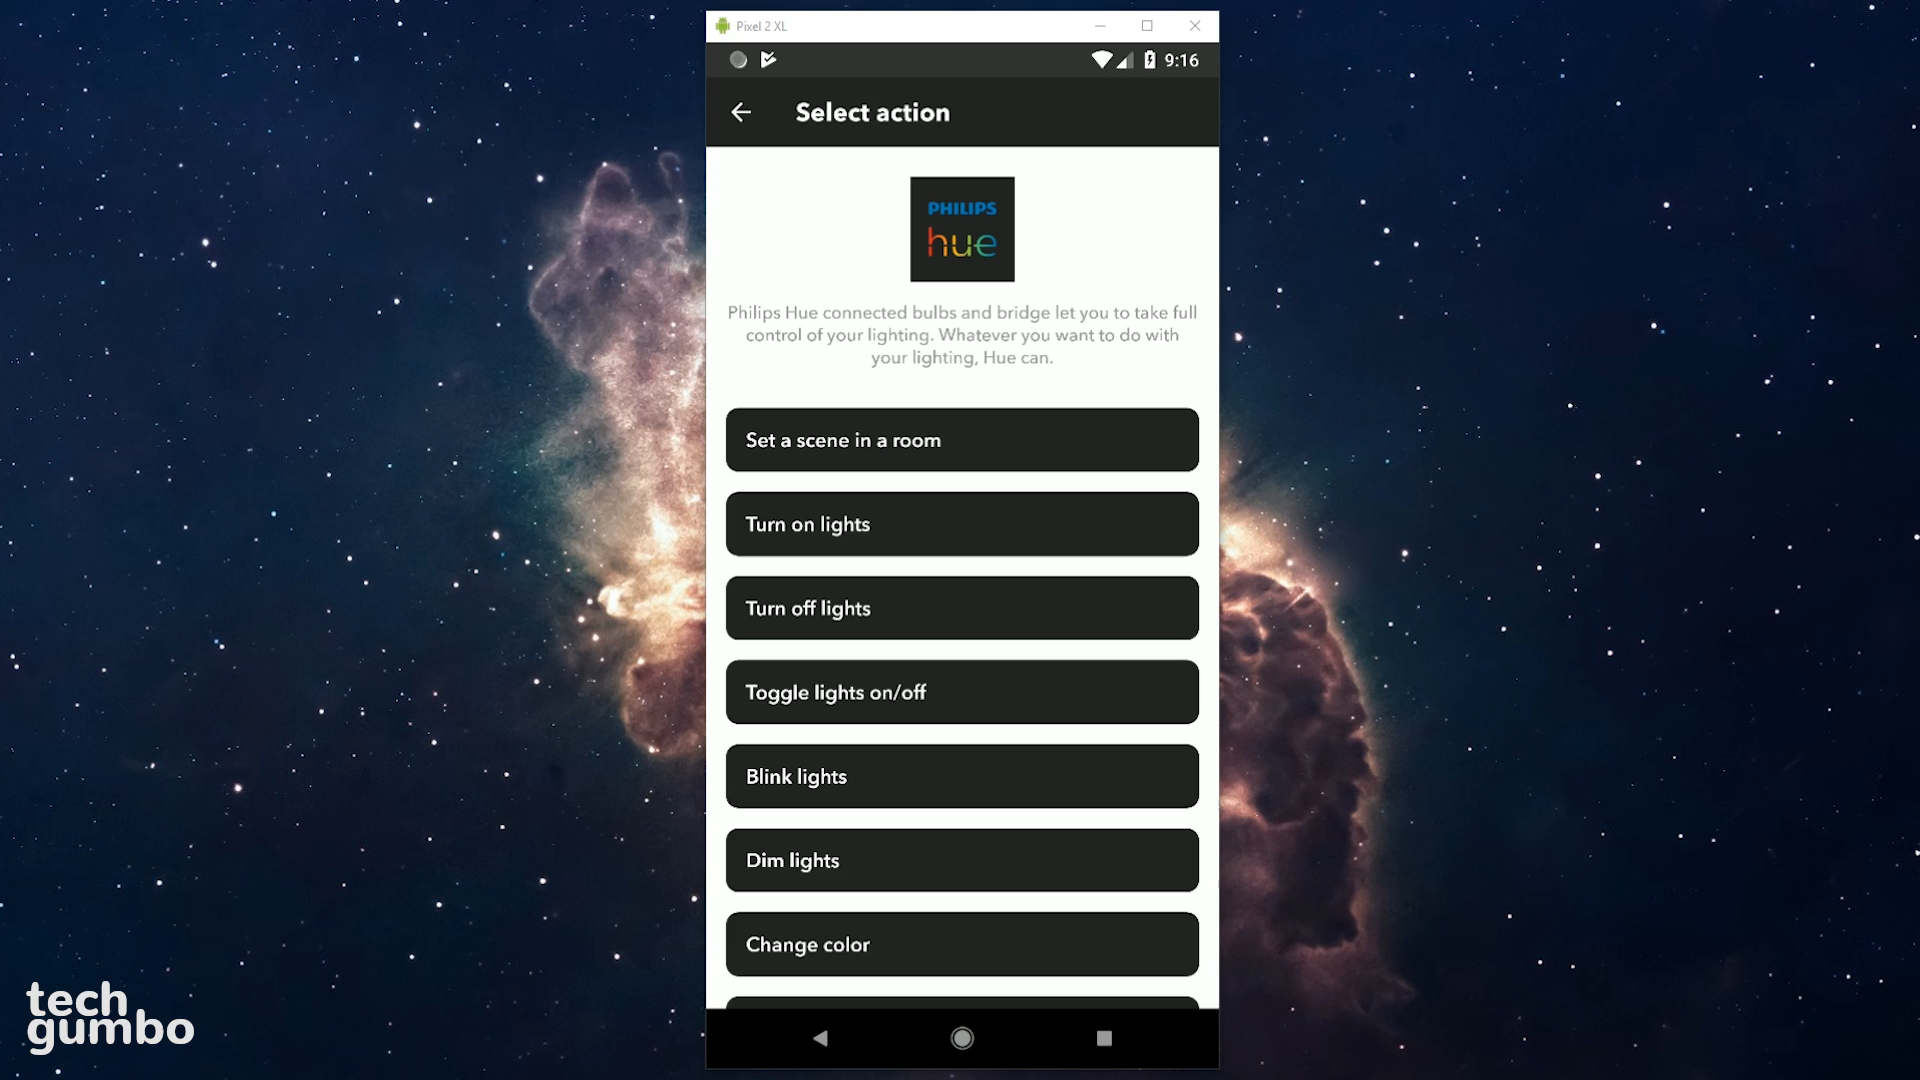 Pixel 2 XL
9:16
Select action
PHILIPS
hue
Philips Hue connected bulbs and bridge let you to take full
control of your lighting. Whatever you want to do with
your lighting, Hue can.
Set a scene in a room
Turn on lights
Turn off lights
Toggle lights on/off
Blink lights
Dim lights
Change color
tech
gumbo